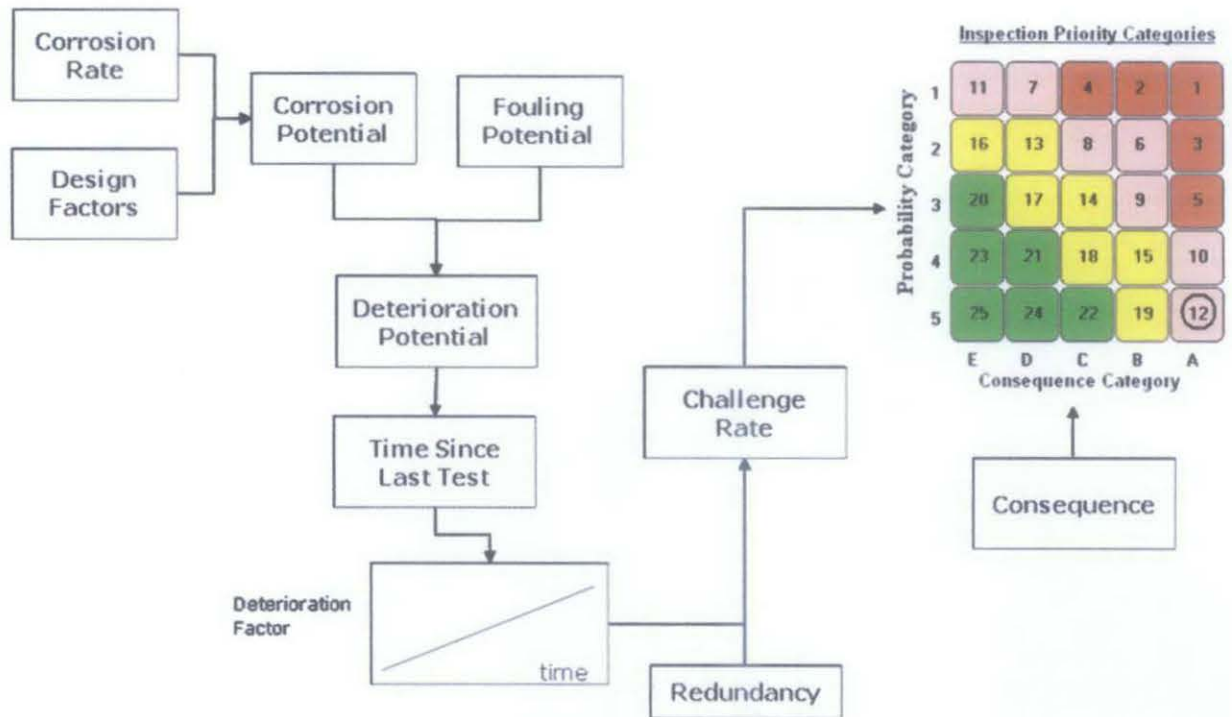 Corrosion
Rate
Design
Factors
Corrosion
Potential
Fouling
Potential
Deterioration
Potential
Time Since
Last Test
Deterioration
Factor
time
Redundancy
Challenge
Rate
Inspection Priority Categories
Probability Category
1 11 7 4 2 1
2 16 13 8 6 3
3 20 17 14 9 5
4 23 21 18 15 10
5 25 24 22 19 12
E D C B A
Consequence Category
Consequence